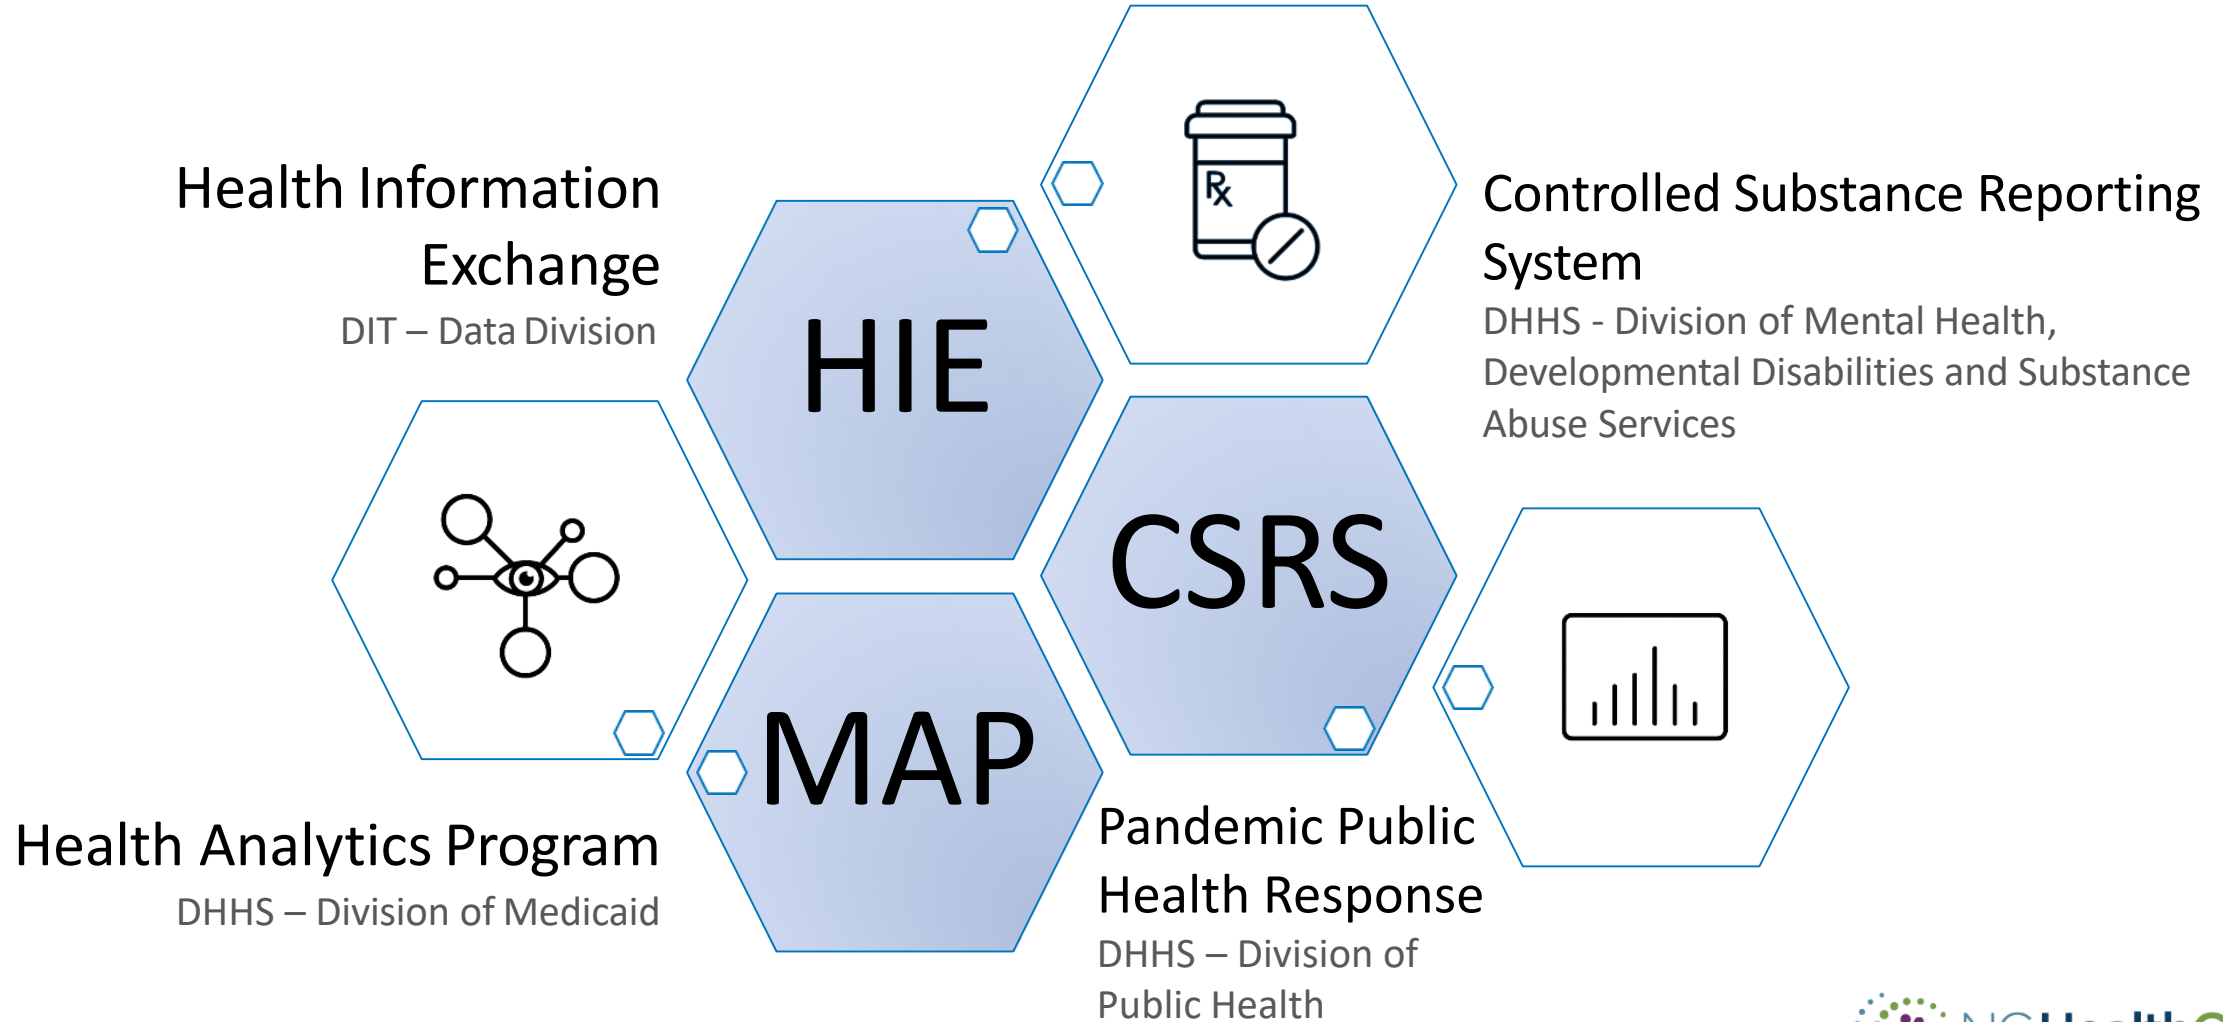 Health Information
Exchange
DIT – Data Division
HIE
Rx
Controlled Substance Reporting
System
DHHS - Division of Mental Health,
Developmental Disabilities and Substance
Abuse Services
CSRS
MAP
Health Analytics Program
DHHS – Division of Medicaid
Pandemic Public
Health Response
DHHS – Division of
Public Health